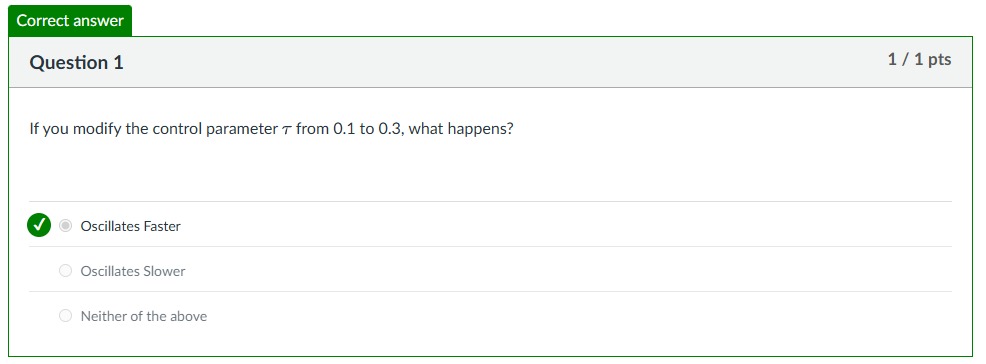 Correct answer
Question 1
1 / 1 pts
If you modify the control parameter τ from 0.1 to 0.3, what happens?
Oscillates Faster
Oscillates Slower
Neither of the above